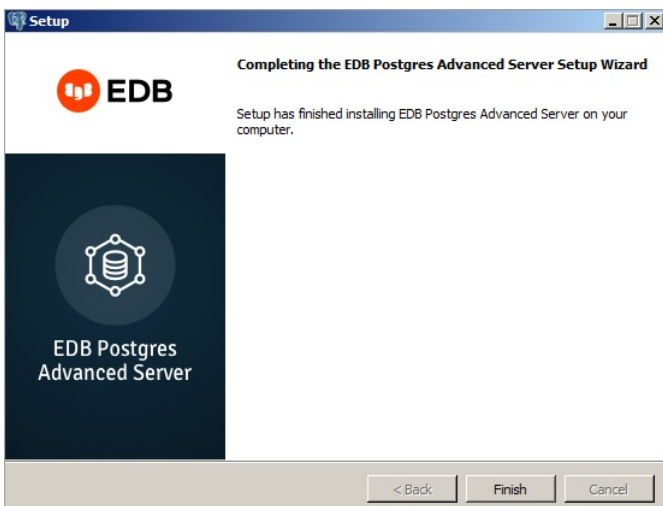 Setup
EDB
Completing the EDB Postgres Advanced Server Setup Wizard
Setup has finished installing EDB Postgres Advanced Server on your
computer.
EDB Postgres
Advanced Server
< Back
Finish
Cancel